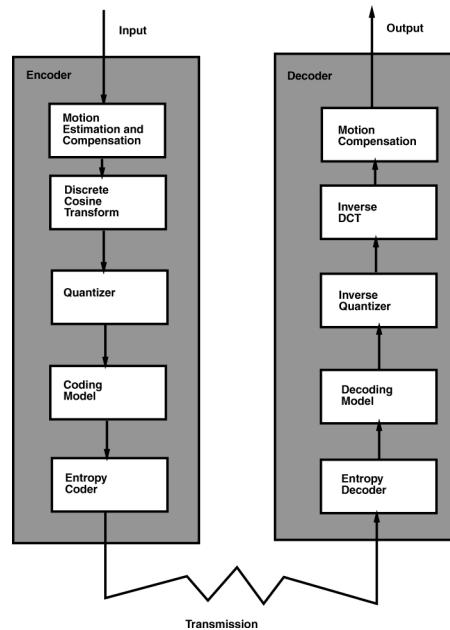 Input
Encoder
Motion
Estimation and
Compensation
Discrete
Cosine
Transform
Quantizer
Coding
Model
Entropy
Coder
Output
Decoder
Motion
Compensation
Inverse
DCT
Inverse
Quantizer
Decoding
Model
Entropy
Decoder
Transmission